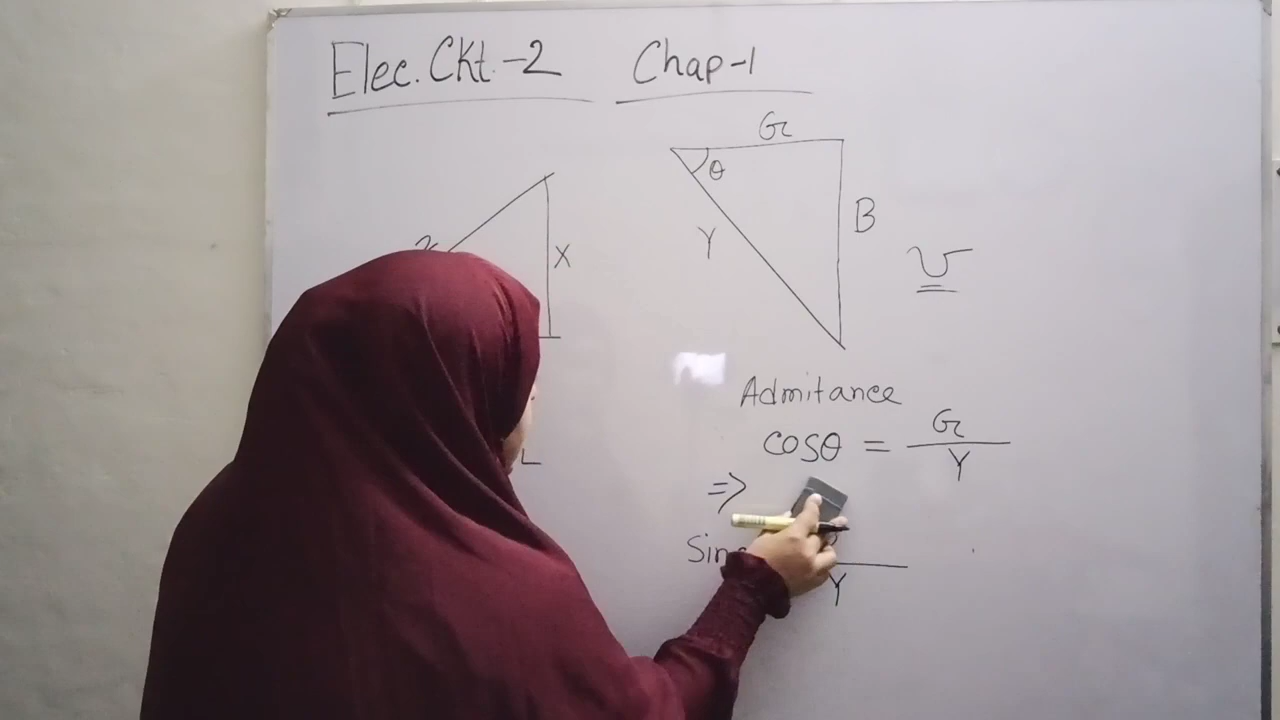 Elec. Ckt.-2 Chap-1
G
θ
B
Y
X
Admitance
cosθ = G/Y
=>
Sin
Y
L